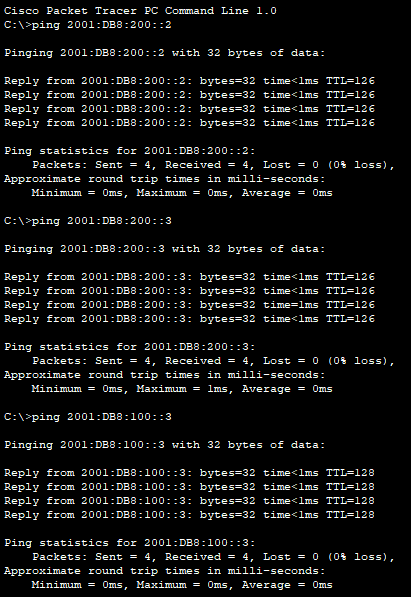 Cisco Packet Tracer PC Command Line 1.0
C:\>ping 2001:DB8:200::2
Pinging 2001:DB8:200::2 with 32 bytes of data:
Reply from 2001:DB8:200::2: bytes=32 time<1ms TTL=126
Reply from 2001:DB8:200::2: bytes=32 time<1ms TTL=126
Reply from 2001:DB8:200::2: bytes=32 time<1ms TTL=126
Reply from 2001:DB8:200::2: bytes=32 time<1ms TTL=126
Ping statistics for 2001:DB8:200::2:
Packets: Sent = 4, Received = 4, Lost = 0 (0% loss),
Approximate round trip times in milli-seconds:
Minimum = 0ms, Maximum = 0ms, Average = 0ms
C:\>ping 2001:DB8:200::3
Pinging 2001:DB8:200::3 with 32 bytes of data:
Reply from 2001:DB8:200::3: bytes=32 time<1ms TTL=126
Reply from 2001:DB8:200::3: bytes=32 time<1ms TTL=126
Reply from 2001:DB8:200::3: bytes=32 time<1ms TTL=126
Reply from 2001:DB8:200::3: bytes=32 time<1ms TTL=126
Ping statistics for 2001:DB8:200::3:
Packets: Sent = 4, Received = 4, Lost = 0 (0% loss),
Approximate round trip times in milli-seconds:
Minimum = 0ms, Maximum = 1ms, Average = 0ms
C:\>ping 2001:DB8:100::3
Pinging 2001:DB8:100::3 with 32 bytes of data:
Reply from 2001:DB8:100::3: bytes=32 time<1ms TTL=128
Reply from 2001:DB8:100::3: bytes=32 time<1ms TTL=128
Reply from 2001:DB8:100::3: bytes=32 time<1ms TTL=128
Reply from 2001:DB8:100::3: bytes=32 time<1ms TTL=128
Ping statistics for 2001:DB8:100::3:
Packets: Sent = 4, Received = 4, Lost = 0 (0% loss),
Approximate round trip times in milli-seconds:
Minimum = 0ms, Maximum = 0ms, Average = 0ms